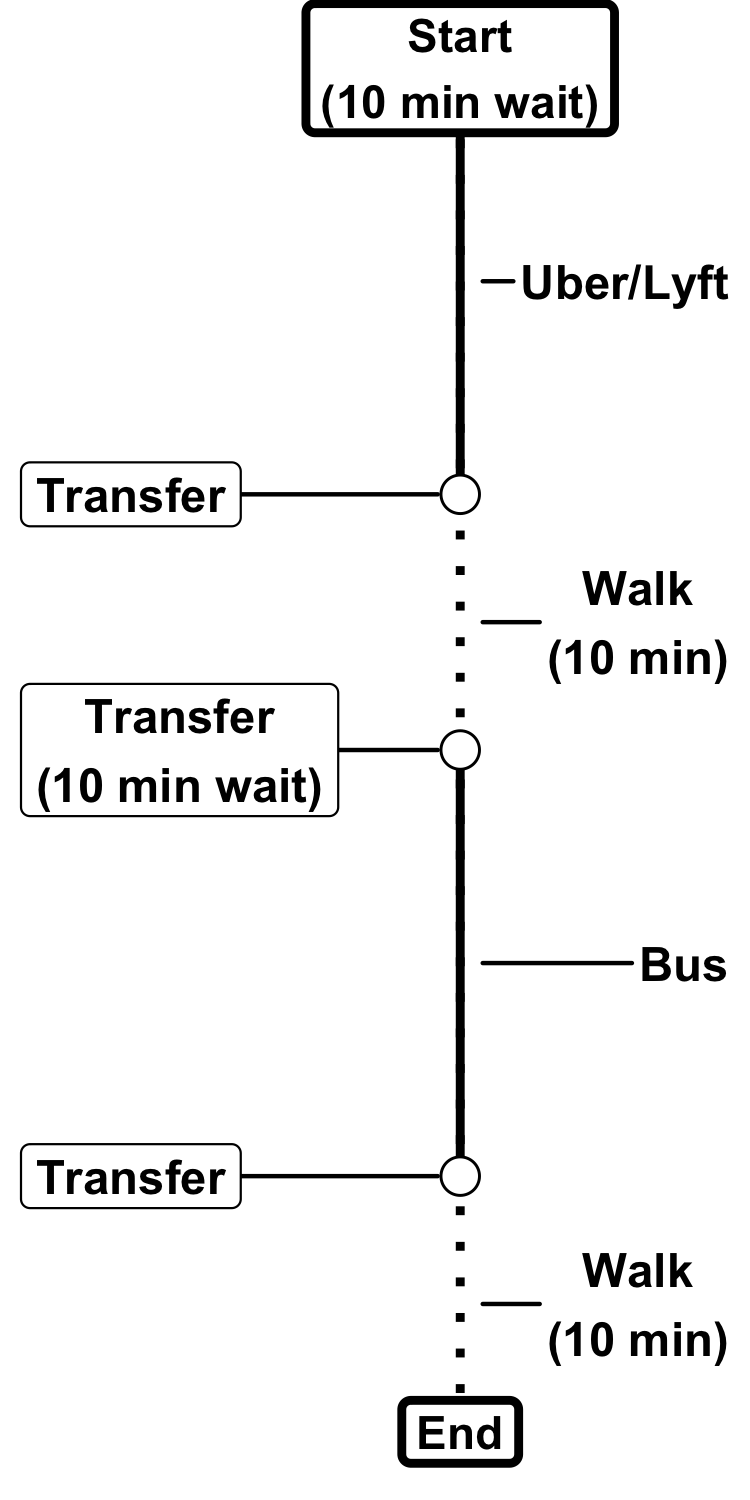 Start
(10 min wait)
Uber/Lyft
Transfer
Walk
(10 min)
Transfer
(10 min wait)
Bus
Transfer
Walk
(10 min)
End